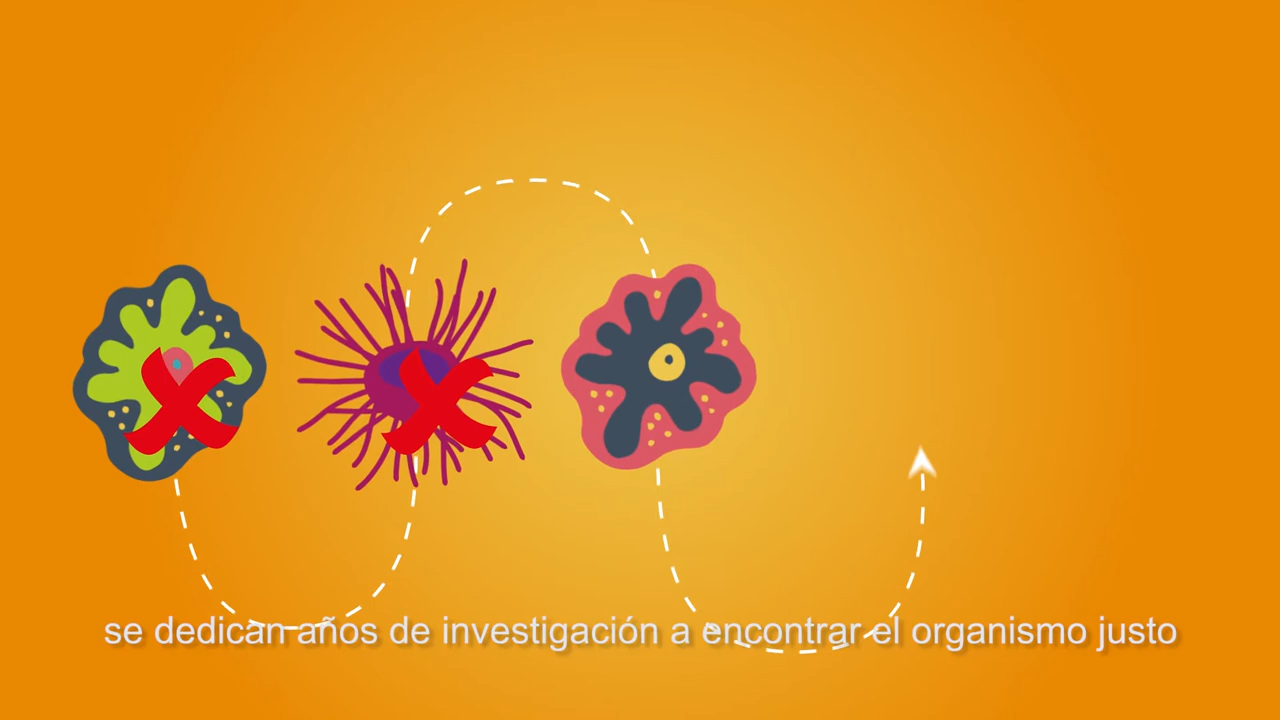 se dedican años de investigación a encontrar el organismo justo